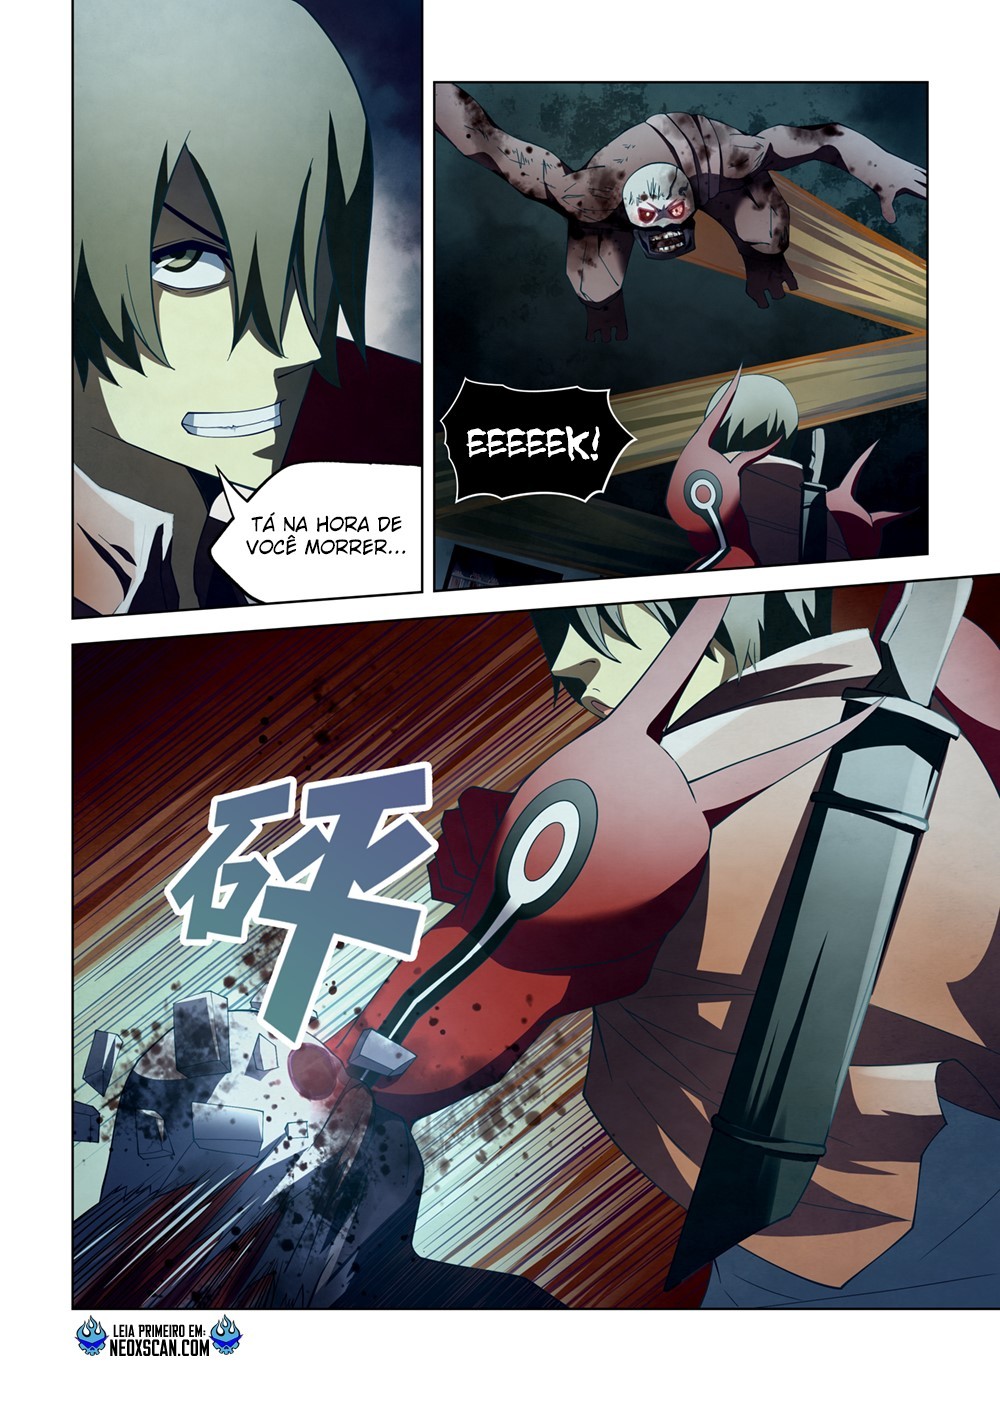 TÁ NA HORA DE
VOCÊ MORRER...
EEEEEK!
砰
LEIA PRIMEIRO EM:
NEOXSCAN.COM